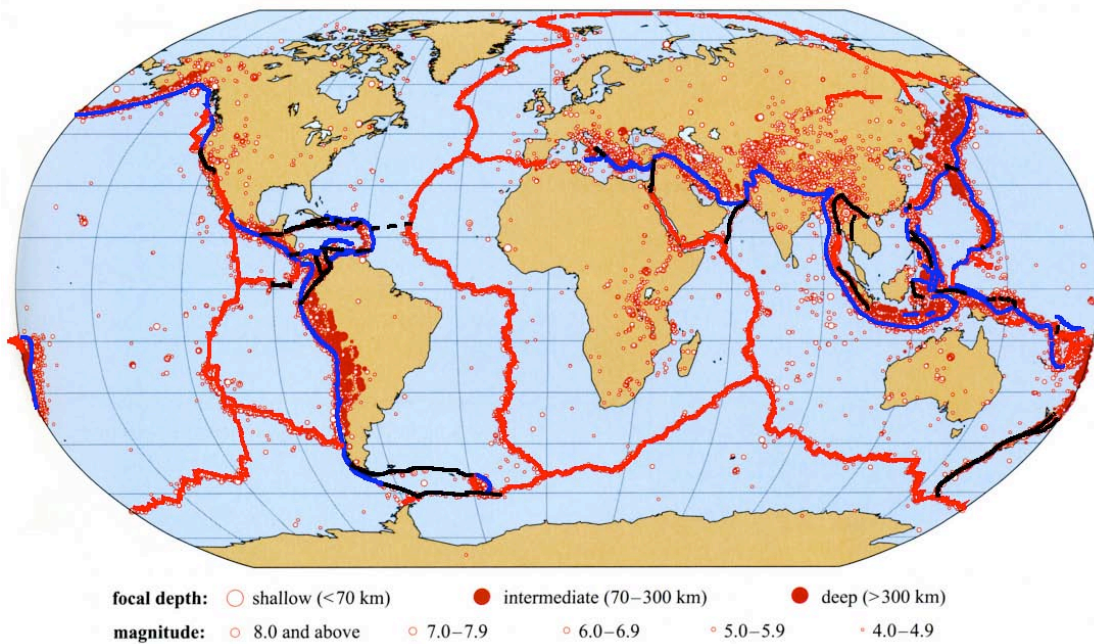 focal depth: shallow (<70 km) intermediate (70–300 km) deep (>300 km)
magnitude: 8.0 and above 7.0–7.9 6.0–6.9 5.0–5.9 4.0–4.9